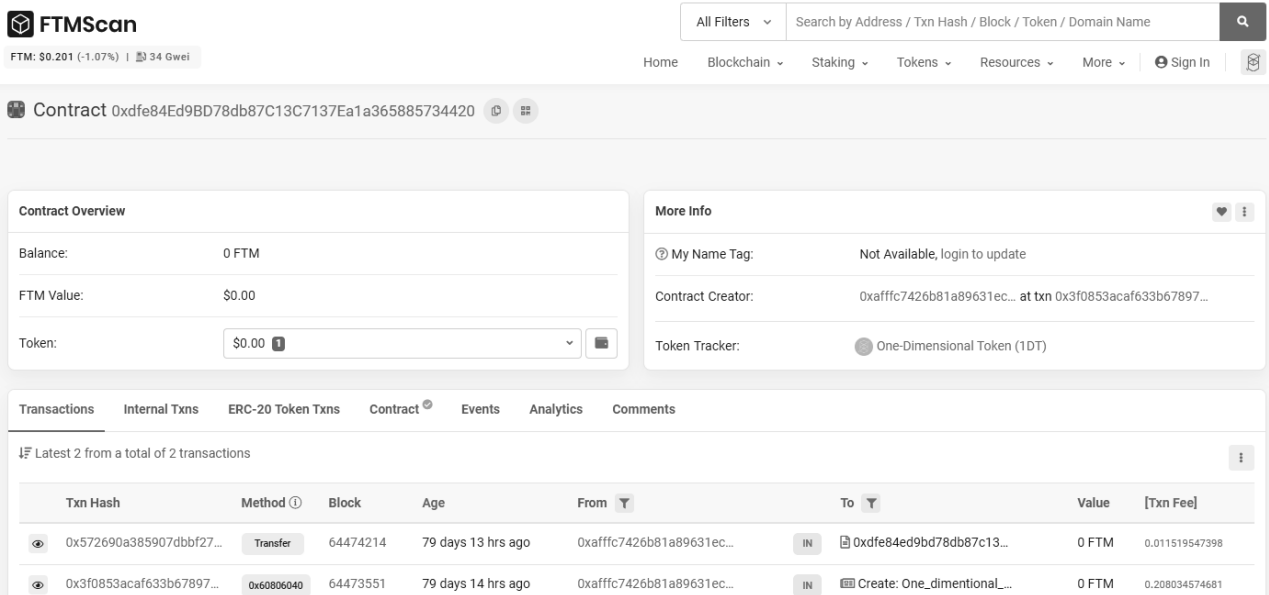 FTMScan
All Filters
Search by Address / Txn Hash / Block / Token / Domain Name
FTM: $0.201 (-1.07%) | 34 Gwei
Home Blockchain Staking Tokens Resources More Sign In
Contract 0xdfe84Ed9BD78db87C13C7137Ea1a365885734420
Contract Overview
Balance: 0 FTM
FTM Value: $0.00
Token: $0.00 1
More Info
My Name Tag: Not Available, login to update
Contract Creator: 0xafffc7426b81a89631ec... at txn 0x3f0853acaf633b67897...
Token Tracker: One-Dimensional Token (1DT)
Transactions Internal Txns ERC-20 Token Txns Contract Events Analytics Comments
Latest 2 from a total of 2 transactions
Txn Hash Method Block Age From To Value [Txn Fee]
0x572690a385907dbbf27... Transfer 64474214 79 days 13 hrs ago 0xafffc7426b81a89631ec... IN 0xdfe84ed9bd78db87c13... 0 FTM 0.011519547398
0x3f0853acaf633b67897... 0x60806040 64473551 79 days 14 hrs ago 0xafffc7426b81a89631ec... IN Create: One_dimentional_... 0 FTM 0.208034574681